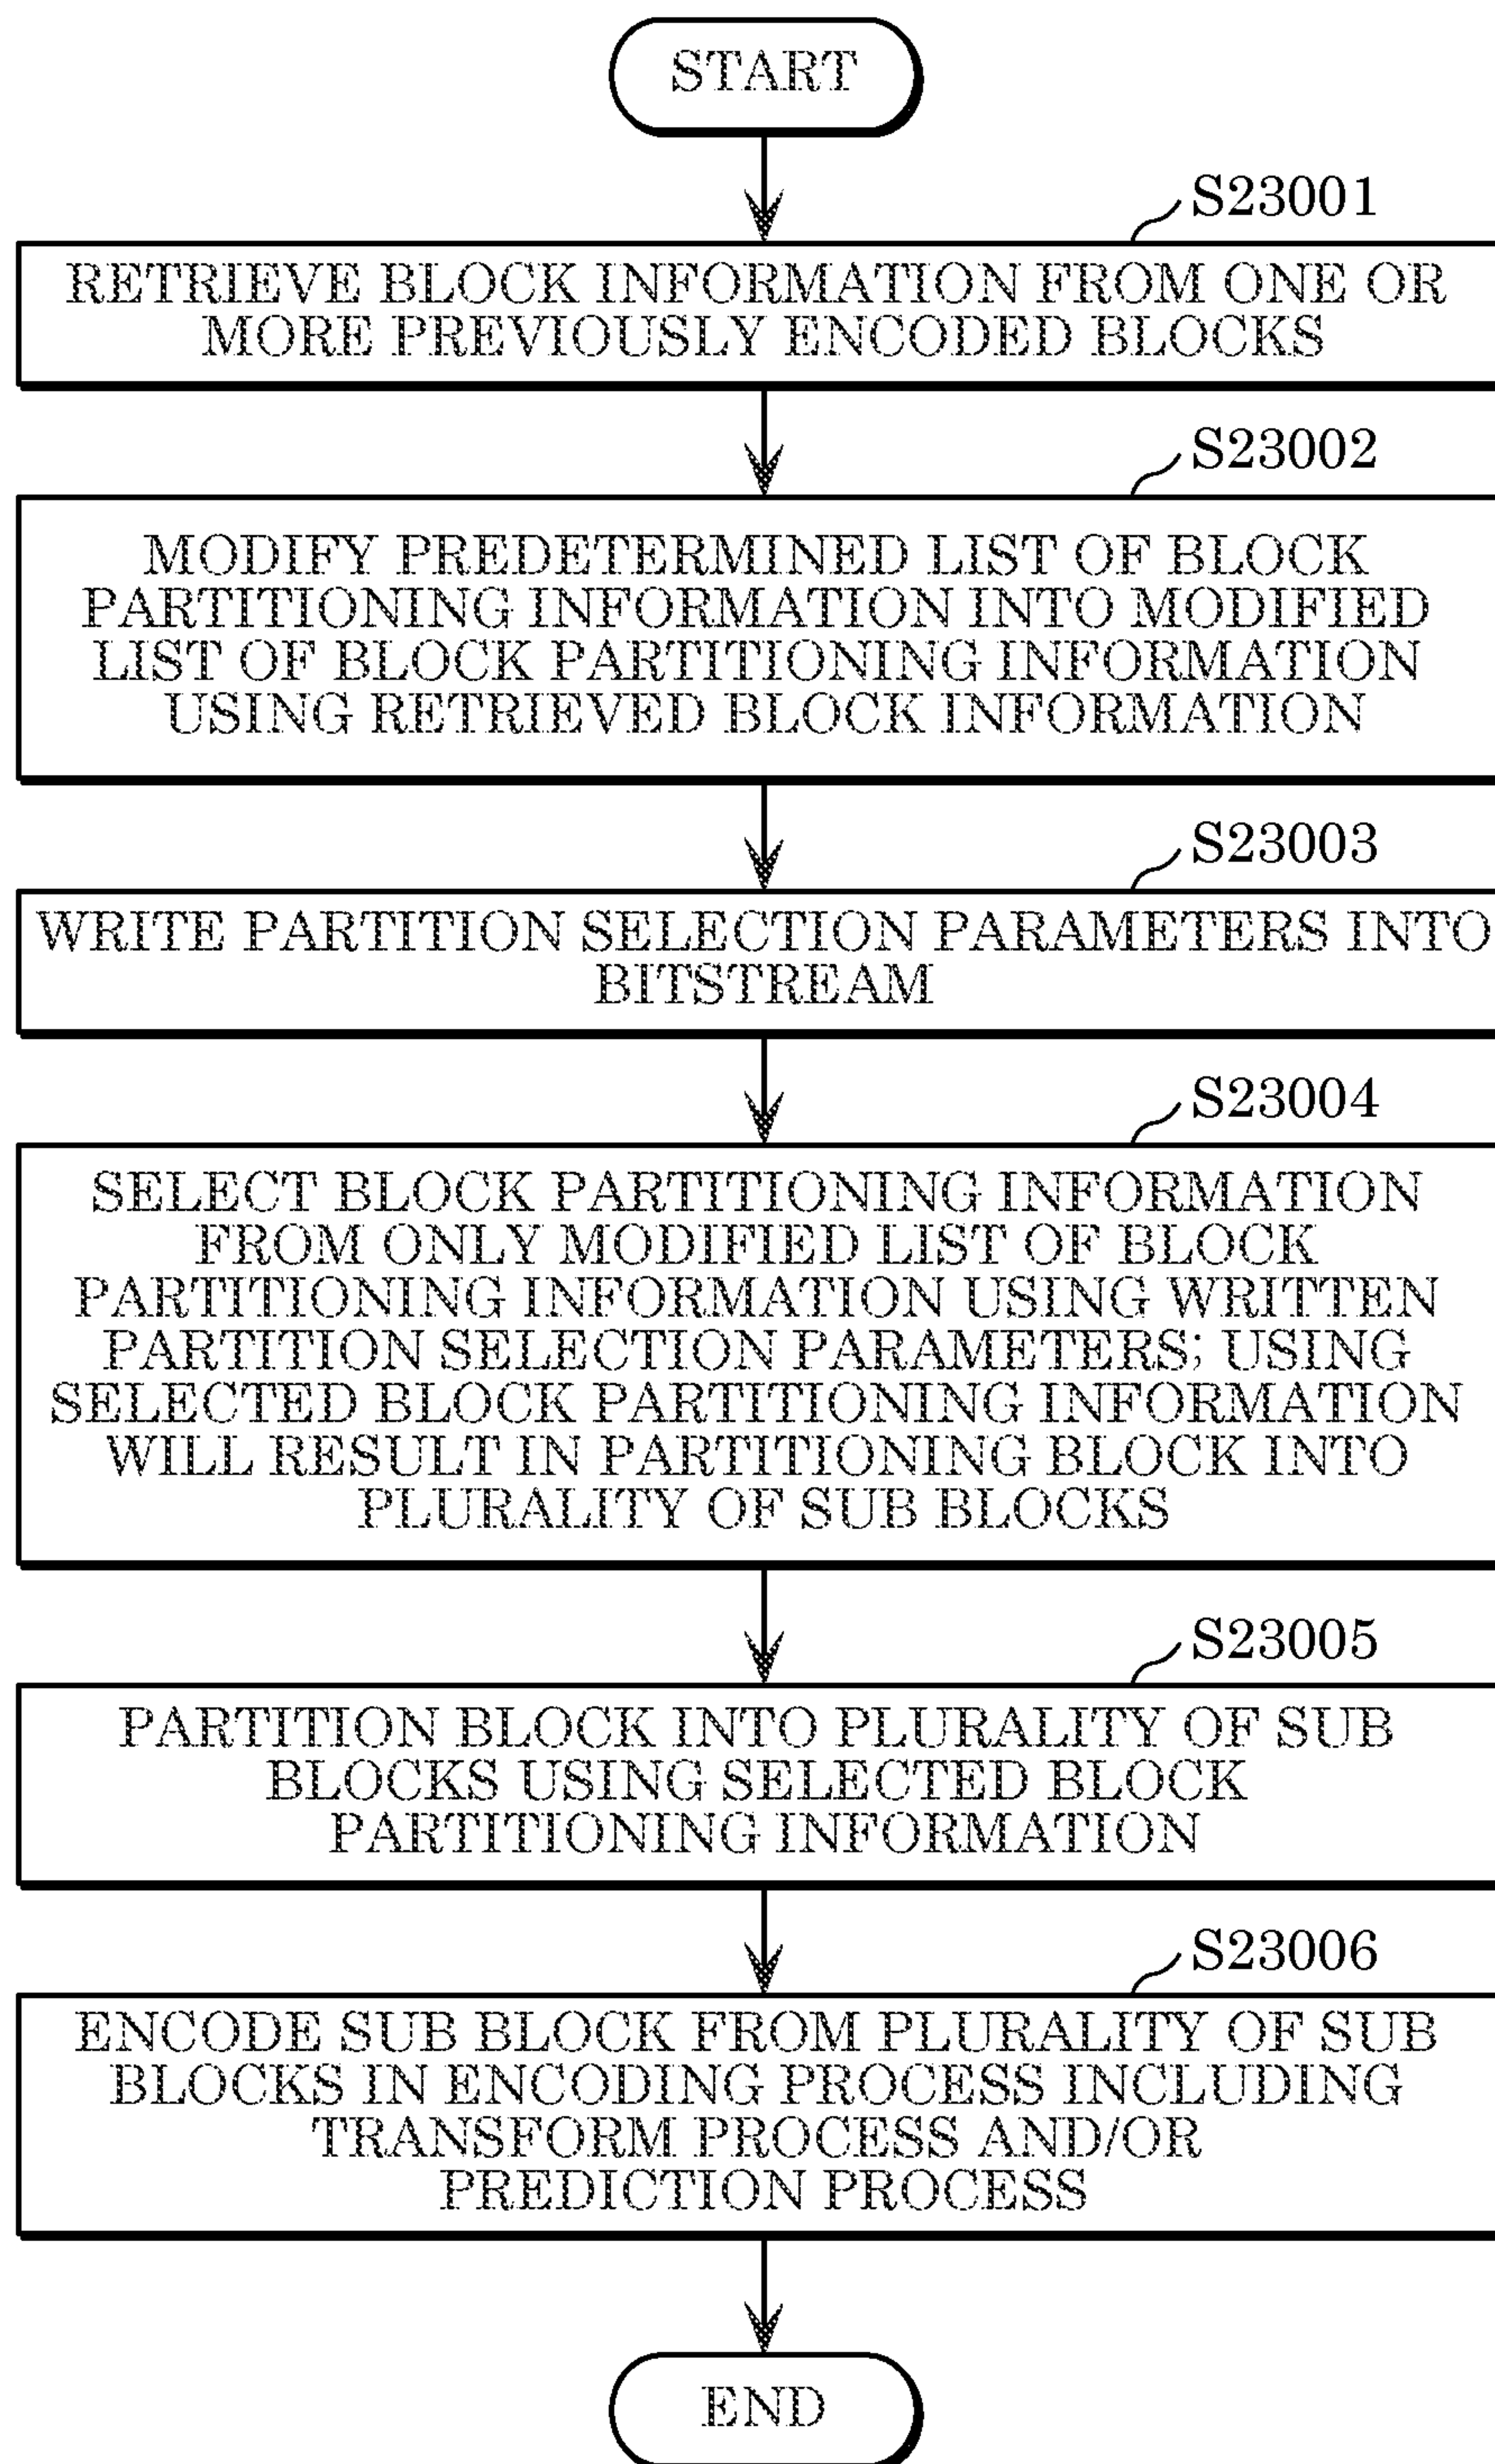 START
S23001
RETRIEVE BLOCK INFORMATION FROM ONE OR
MORE PREVIOUSLY ENCODED BLOCKS
S23002
MODIFY PREDETERMINED LIST OF BLOCK
PARTITIONING INFORMATION INTO MODIFIED
LIST OF BLOCK PARTITIONING INFORMATION
USING RETRIEVED BLOCK INFORMATION
S23003
WRITE PARTITION SELECTION PARAMETERS INTO
BITSTREAM
S23004
SELECT BLOCK PARTITIONING INFORMATION
FROM ONLY MODIFIED LIST OF BLOCK
PARTITIONING INFORMATION USING WRITTEN
PARTITION SELECTION PARAMETERS; USING
SELECTED BLOCK PARTITIONING INFORMATION
WILL RESULT IN PARTITIONING BLOCK INTO
PLURALITY OF SUB BLOCKS
S23005
PARTITION BLOCK INTO PLURALITY OF SUB
BLOCKS USING SELECTED BLOCK
PARTITIONING INFORMATION
S23006
ENCODE SUB BLOCK FROM PLURALITY OF SUB
BLOCKS IN ENCODING PROCESS INCLUDING
TRANSFORM PROCESS AND/OR
PREDICTION PROCESS
END